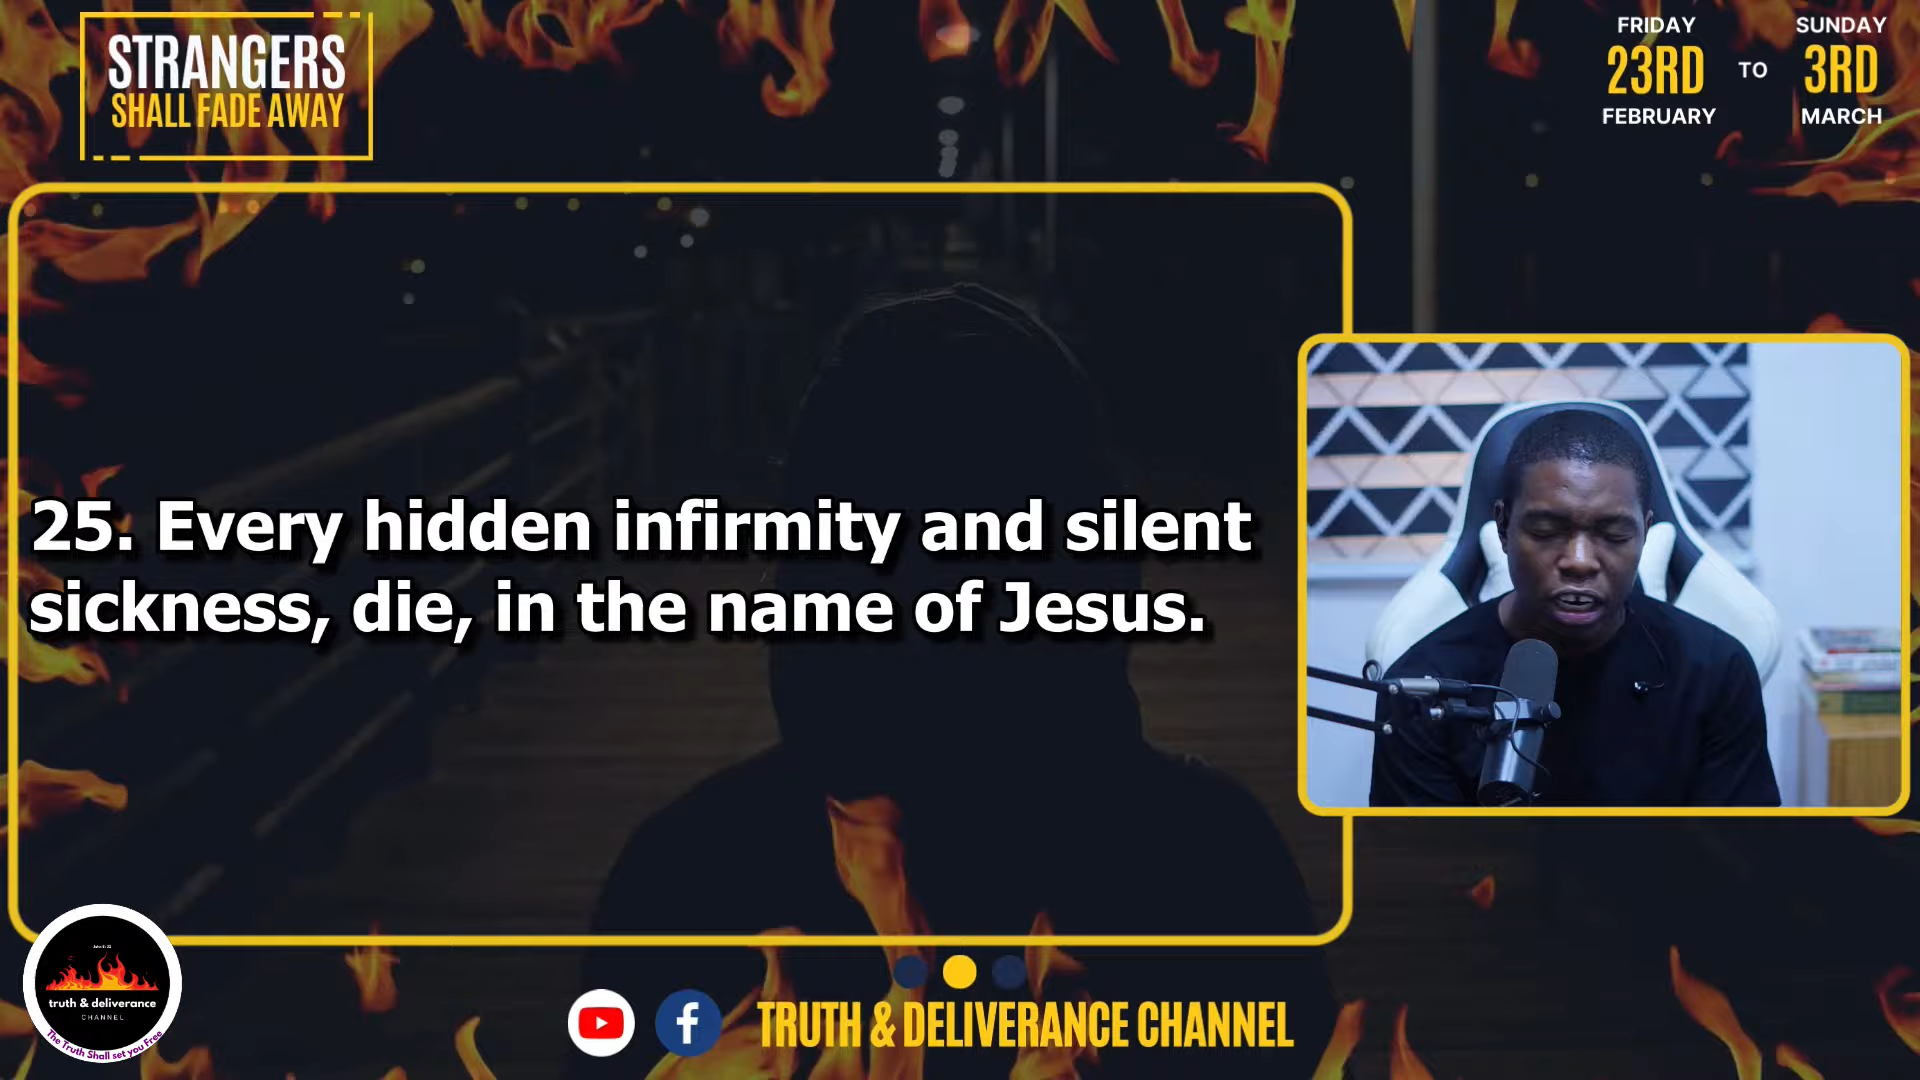 STRANGERS
SHALL FADE AWAY
FRIDAY
23RD
FEBRUARY
TO
SUNDAY
3RD
MARCH
25. Every hidden infirmity and silent
sickness, die, in the name of Jesus.
truth & deliverance
CHANNEL
The Truth Shall set you Free
TRUTH & DELIVERANCE CHANNEL